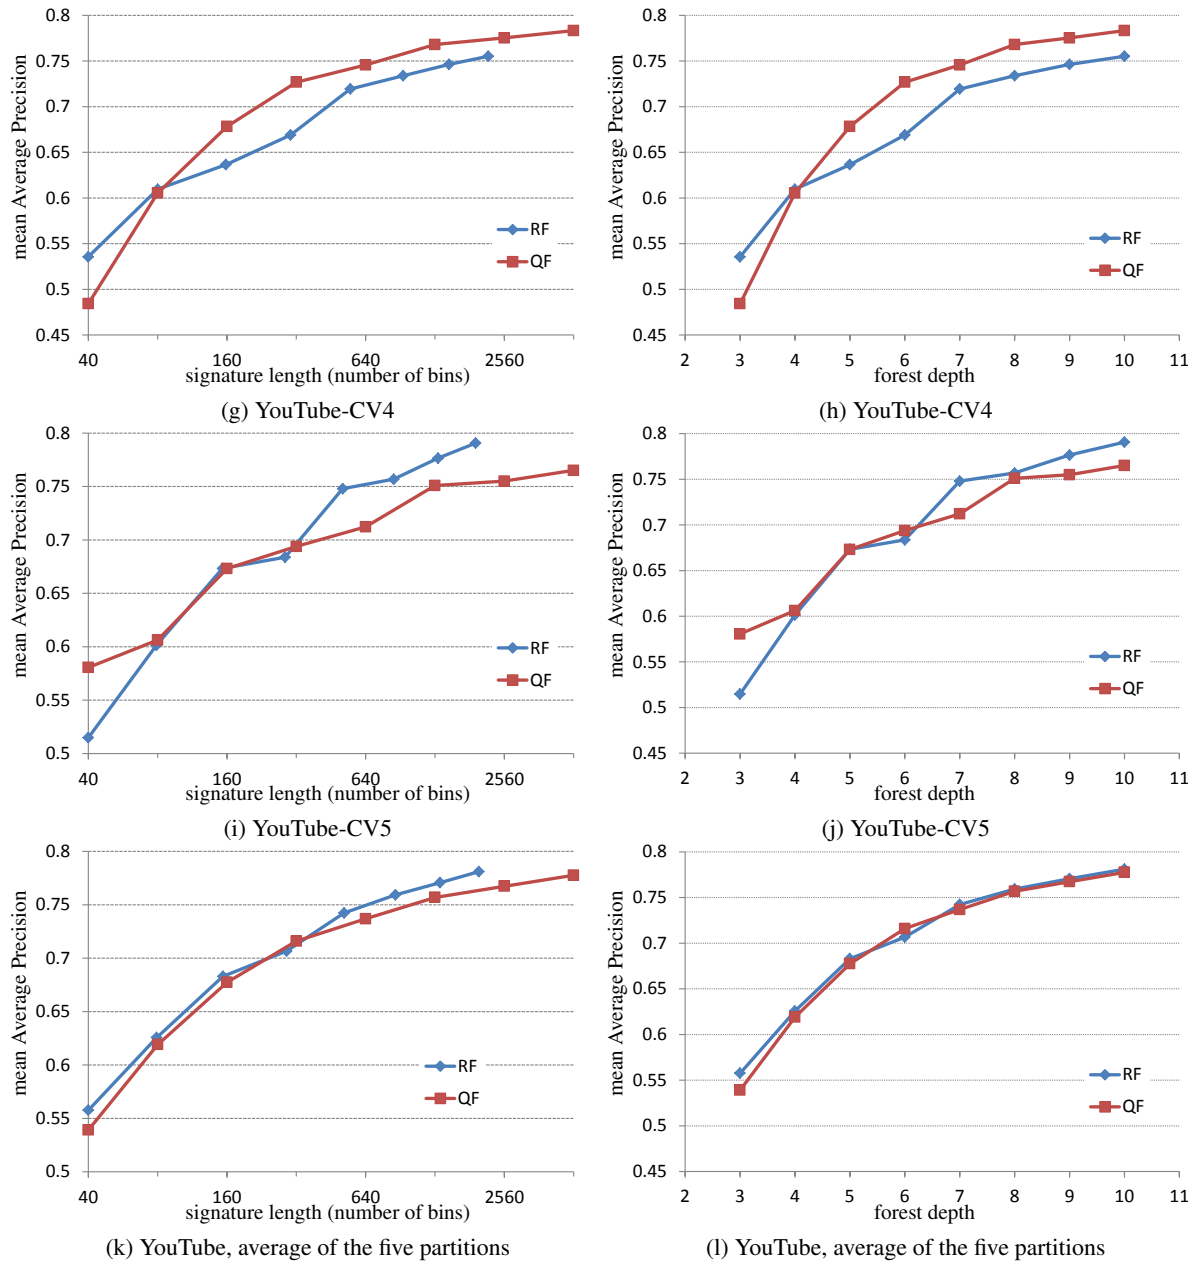 0.8
0.75
0.7
0.65
0.6
0.55
0.5
0.45
mean Average Precision
RF
QF
40 160 640 2560
signature length (number of bins)
(g) YouTube-CV4
0.8
0.75
0.7
0.65
0.6
0.55
0.5
0.45
mean Average Precision
RF
QF
2 3 4 5 6 7 8 9 10 11
forest depth
(h) YouTube-CV4
0.8
0.75
0.7
0.65
0.6
0.55
0.5
mean Average Precision
RF
QF
40 160 640 2560
signature length (number of bins)
(i) YouTube-CV5
0.8
0.75
0.7
0.65
0.6
0.55
0.5
0.45
mean Average Precision
RF
QF
2 3 4 5 6 7 8 9 10 11
forest depth
(j) YouTube-CV5
0.8
0.75
0.7
0.65
0.6
0.55
0.5
mean Average Precision
RF
QF
40 160 640 2560
signature length (number of bins)
(k) YouTube, average of the five partitions
0.8
0.75
0.7
0.65
0.6
0.55
0.5
0.45
mean Average Precision
RF
QF
2 3 4 5 6 7 8 9 10 11
forest depth
(l) YouTube, average of the five partitions